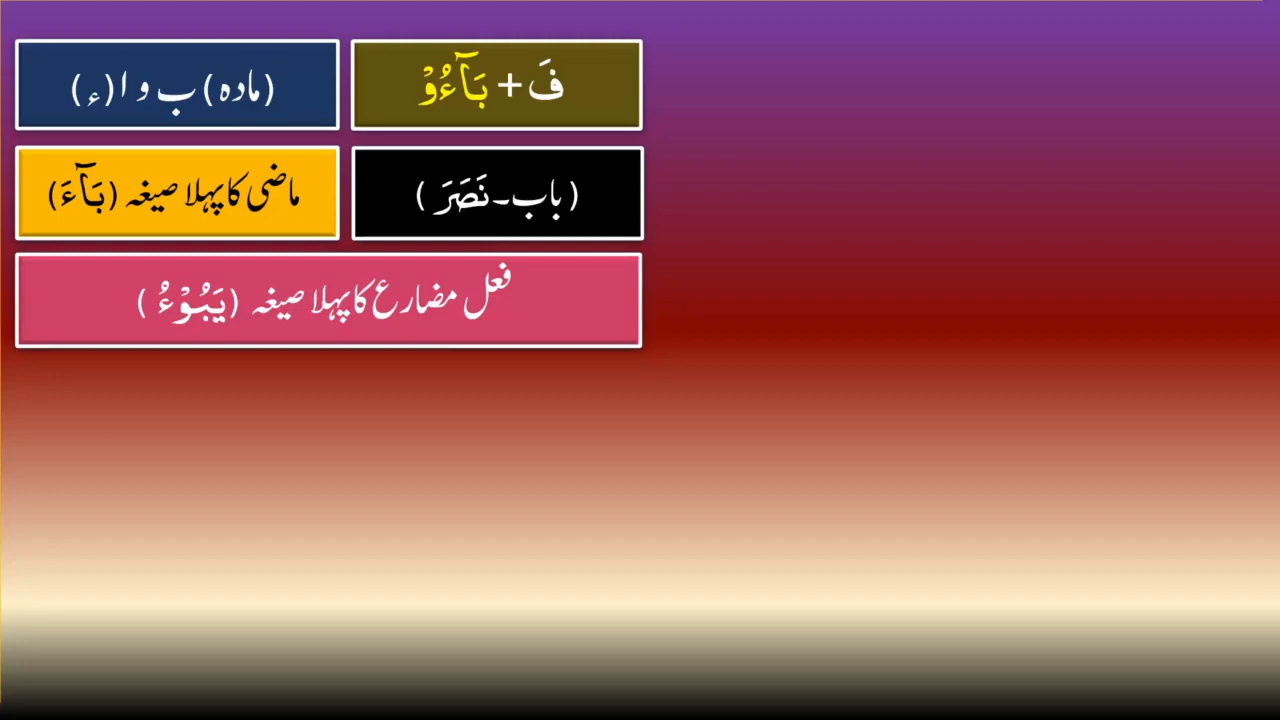 فَ + بَآءُوْ
(مادہ) ب و ا (ء)
(باب۔نَصَرَ )
ماضی کا پہلا صیغہ (بَآءَ)
فعل مضارع کا پہلا صیغہ (یَبُوْءُ )